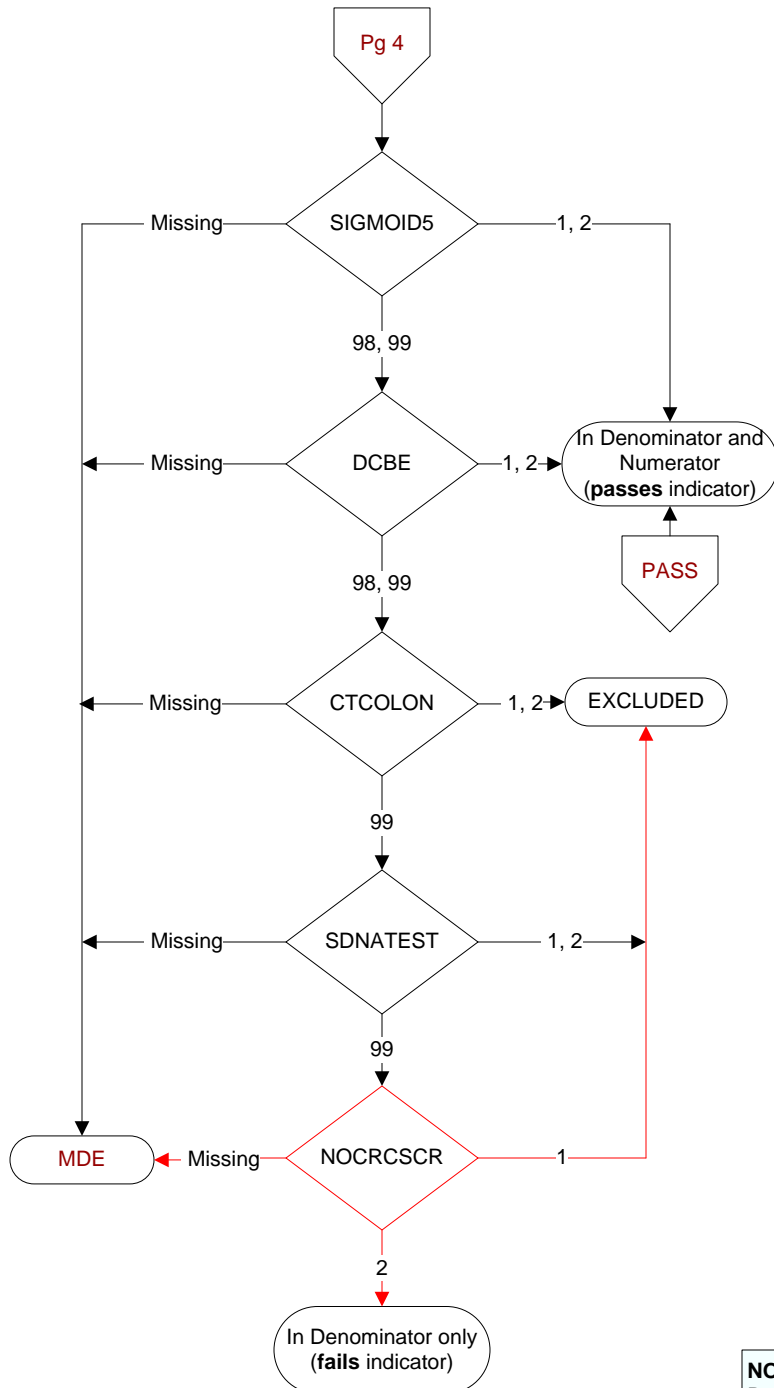 Pg 4
Missing
SIGMOID5
1, 2
98, 99
Missing
DCBE
1, 2
In Denominator and
Numerator
(passes indicator)
98, 99
PASS
Missing
CTCOLON
1, 2
EXCLUDED
99
Missing
SDNATEST
1, 2
99
MDE
Missing
NOCRCSCR
1
2
In Denominator only
(fails indicator)
NO